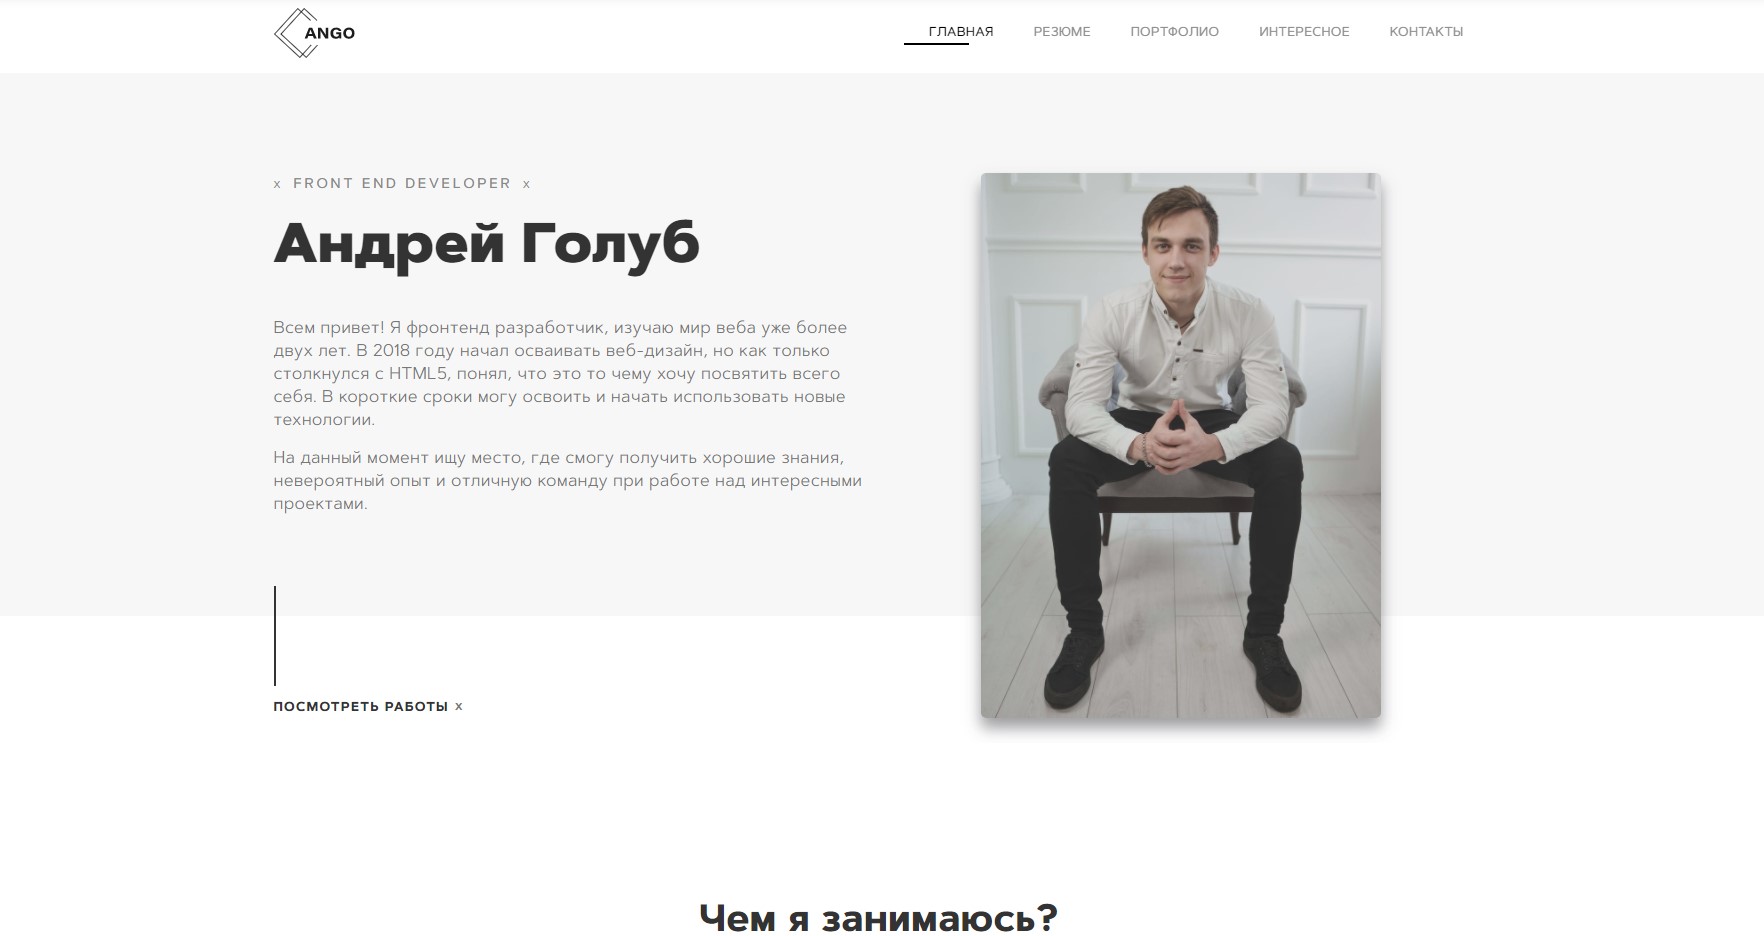 ANGO
ГЛАВНАЯ РЕЗЮМЕ ПОРТФОЛИО ИНТЕРЕСНОЕ КОНТАКТЫ
x FRONT END DEVELOPER x
Андрей Голуб
Всем привет! Я фронтенд разработчик, изучаю мир веба уже более
двух лет. В 2018 году начал осваивать веб-дизайн, но как только
столкнулся с HTML5, понял, что это то чему хочу посвятить всего
себя. В короткие сроки могу освоить и начать использовать новые
технологии.
На данный момент ищу место, где смогу получить хорошие знания,
невероятный опыт и отличную команду при работе над интересными
проектами.
ПОСМОТРЕТЬ РАБОТЫ x
Чем я занимаюсь?